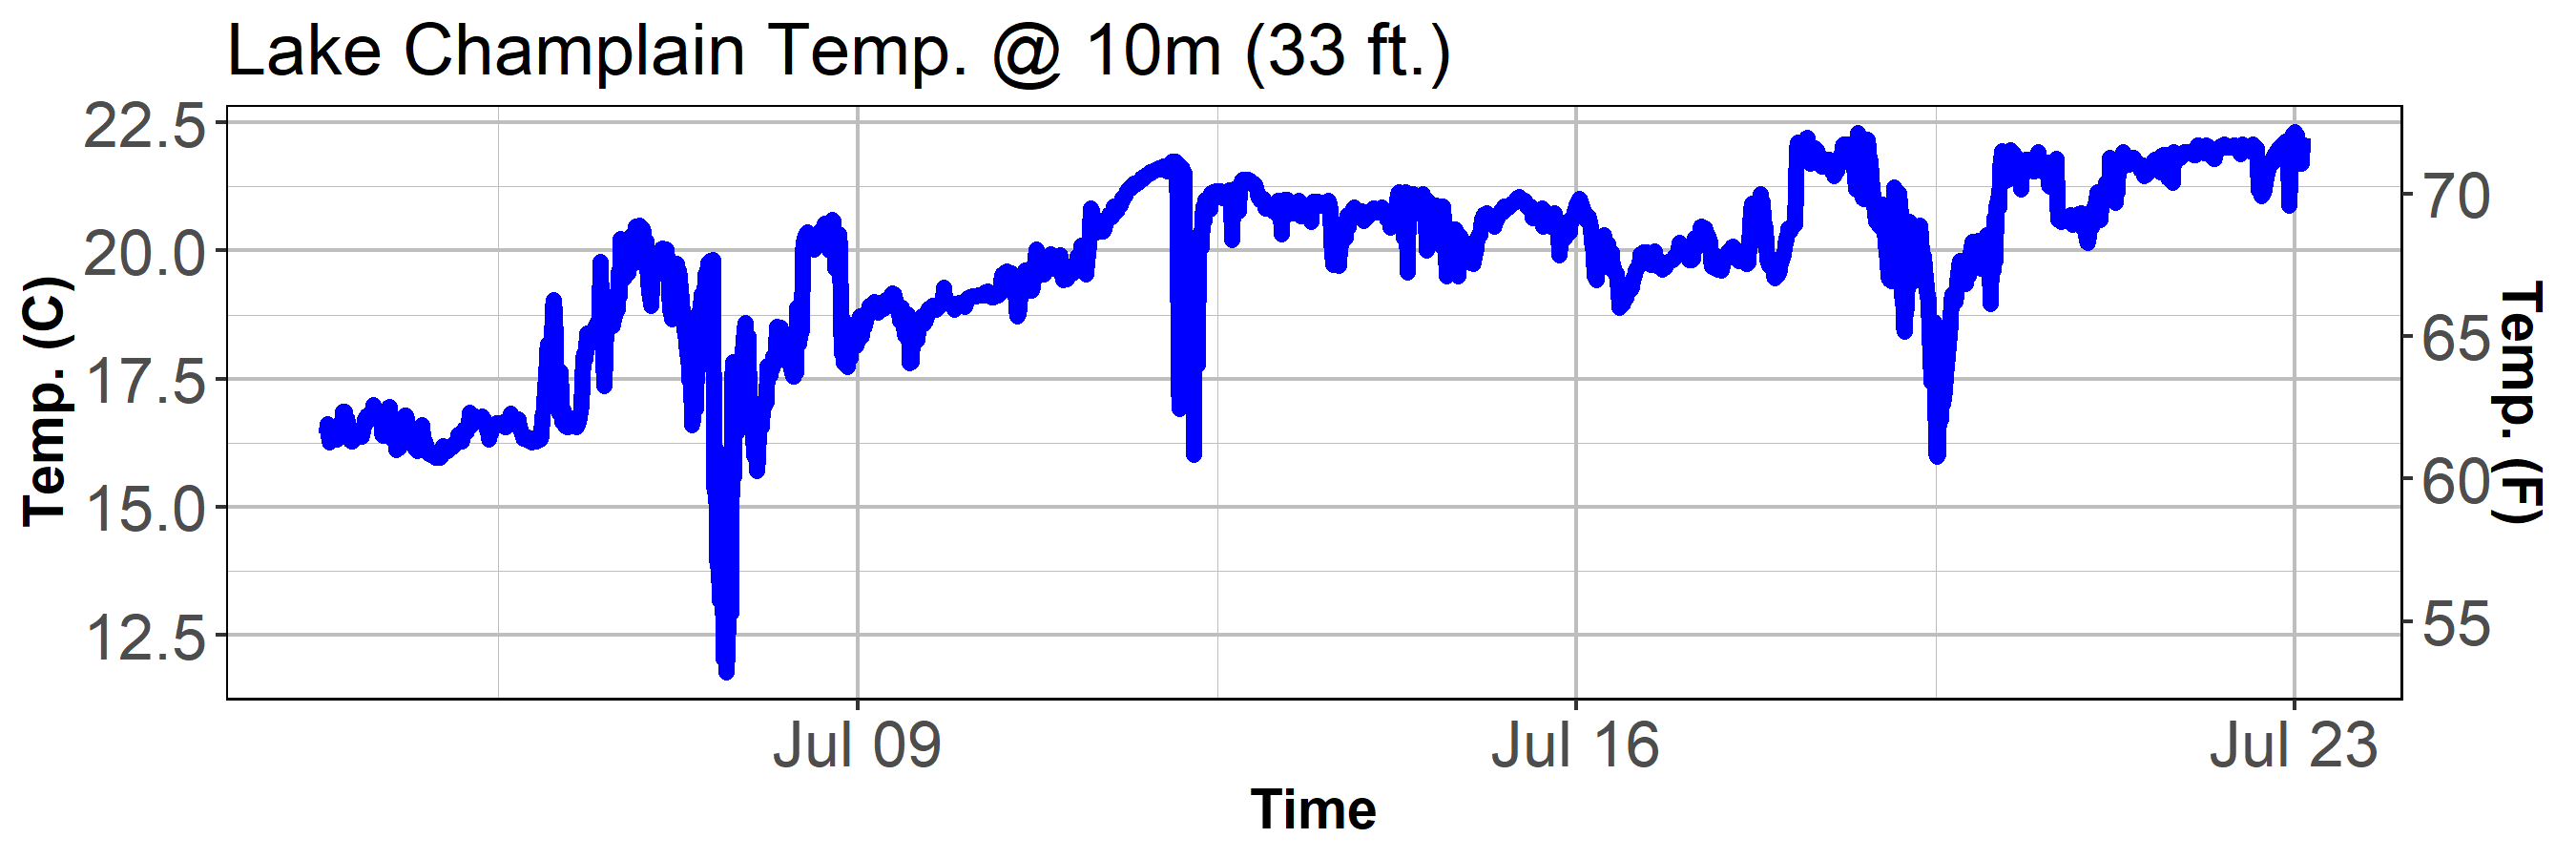 Lake Champlain Temp. @ 10m (33 ft.)
22.5
20.0
17.5
15.0
12.5
Temp. (C)
70
65
60
55
Temp. (F)
Jul 09
Jul 16
Jul 23
Time